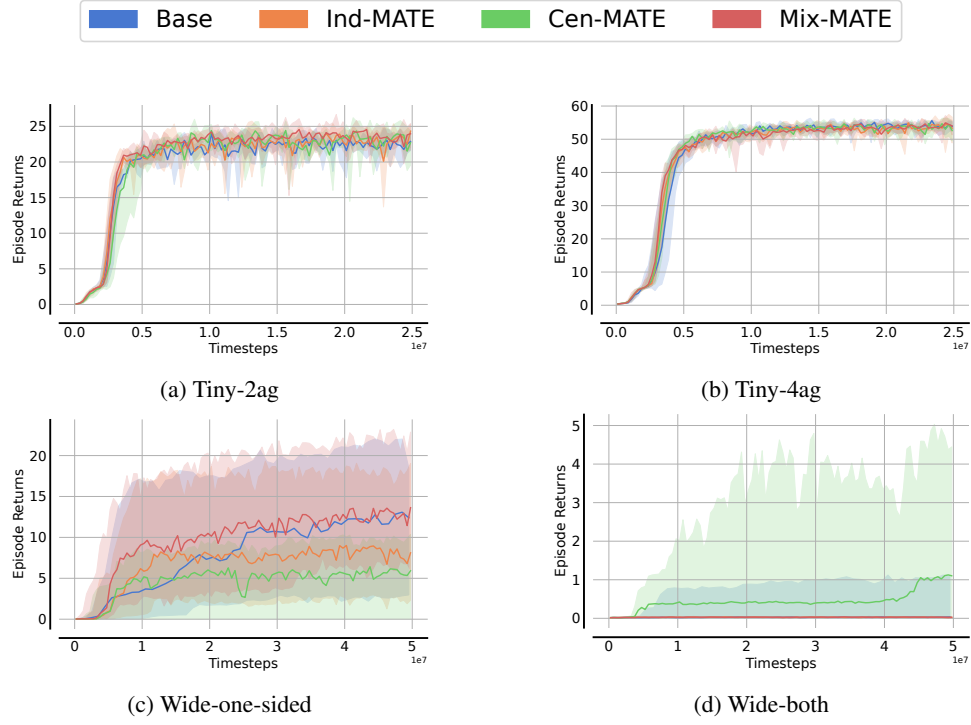 Base Ind-MATE Cen-MATE Mix-MATE
25
20
15
10
5
0
Episode Returns
0.0 0.5 1.0 1.5 2.0 2.5
1e7
Timesteps
(a) Tiny-2ag
60
50
40
30
20
10
0
Episode Returns
0.0 0.5 1.0 1.5 2.0 2.5
1e7
Timesteps
(b) Tiny-4ag
20
15
10
5
0
Episode Returns
0 1 2 3 4 5
1e7
Timesteps
(c) Wide-one-sided
5
4
3
2
1
0
Episode Returns
0 1 2 3 4 5
1e7
Timesteps
(d) Wide-both